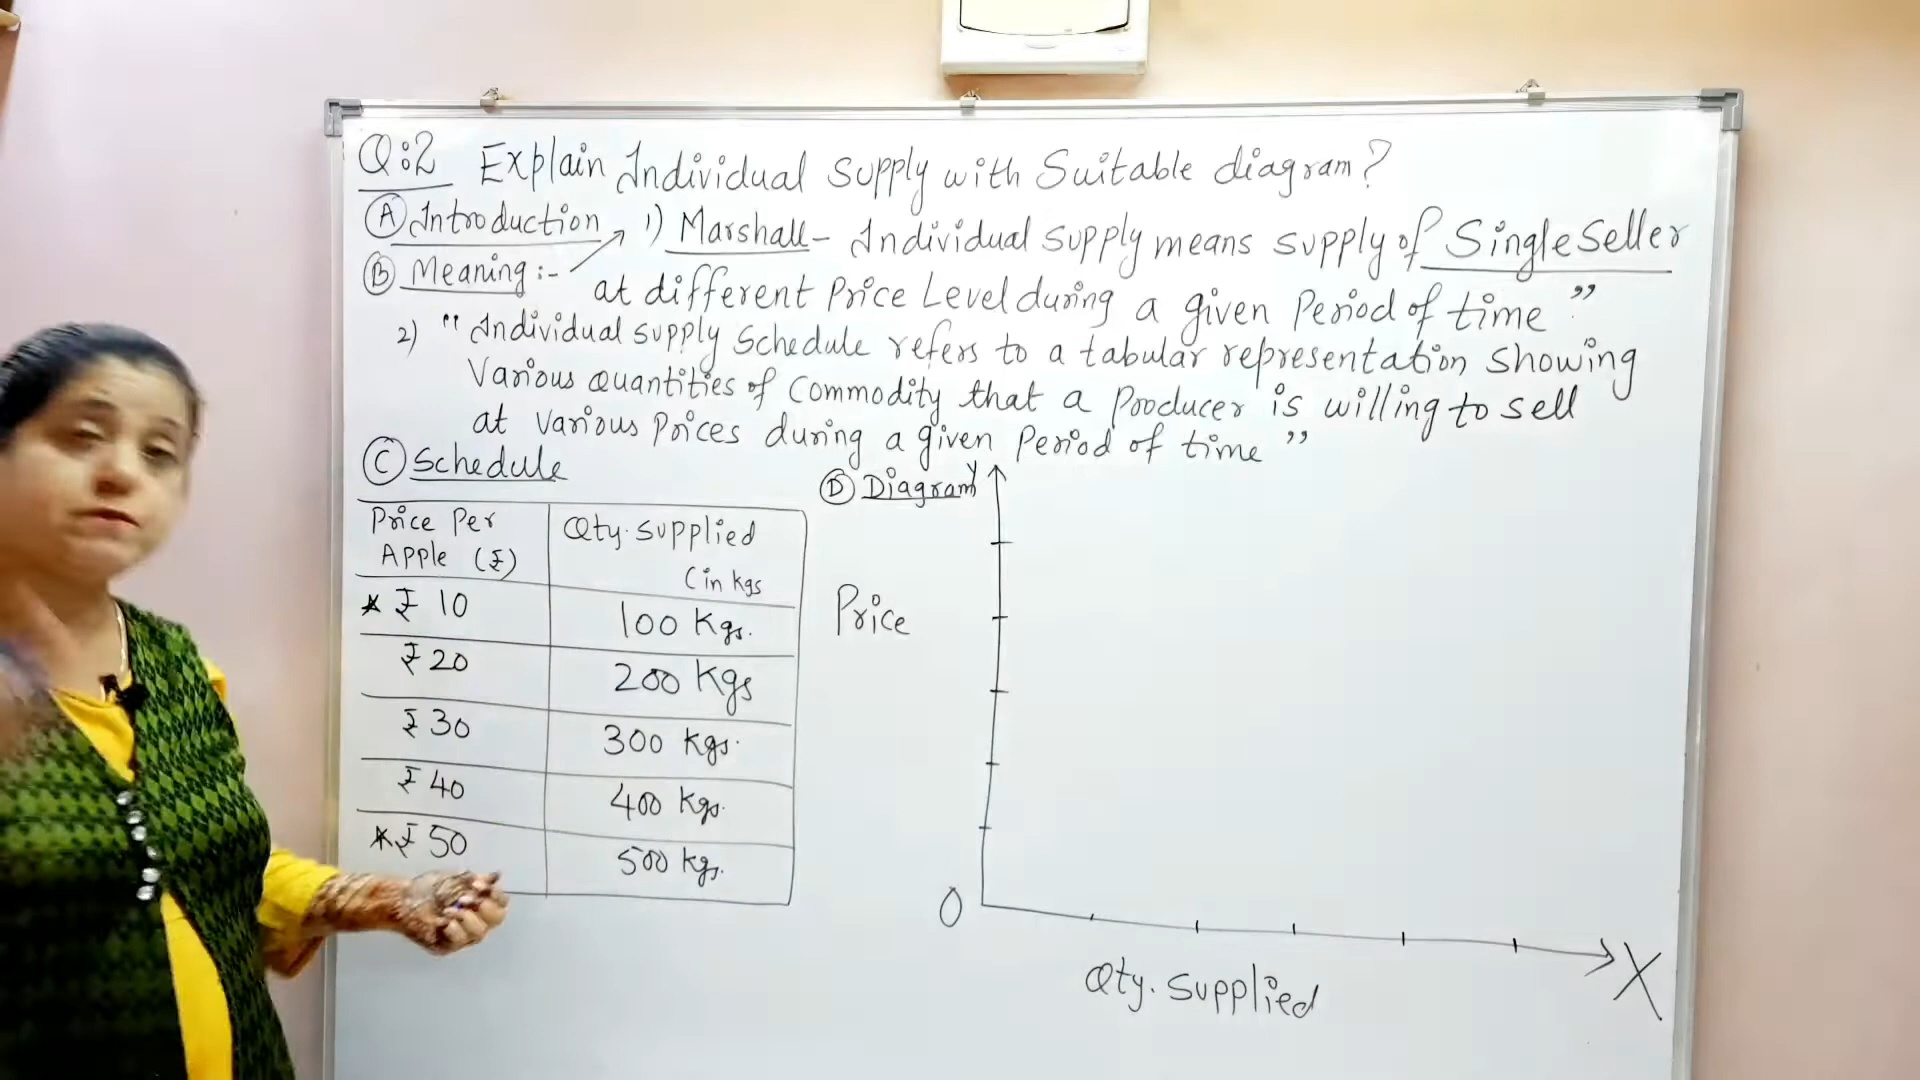 Q:2 Explain Individual Supply with Suitable diagram?
(A) Introduction
1) Marshall - Individual Supply means supply of Single Seller
(B) Meaning :-
at different Price Level during a given Period of time ”
2) “ Individual Supply Schedule refers to a tabular representation showing
Various Quantities of Commodity that a Producer is willing to sell
at Various Prices during a given Period of time ”
(C) Schedule
Price Per Apple (₹)
Qty. Supplied (in kgs
* ₹ 10
100 Kgs.
₹ 20
200 Kgs
₹ 30
300 Kgs.
₹ 40
400 Kgs.
* ₹ 50
500 kgs.
(D) Diagram
Y
Price
O
X
Qty. Supplied